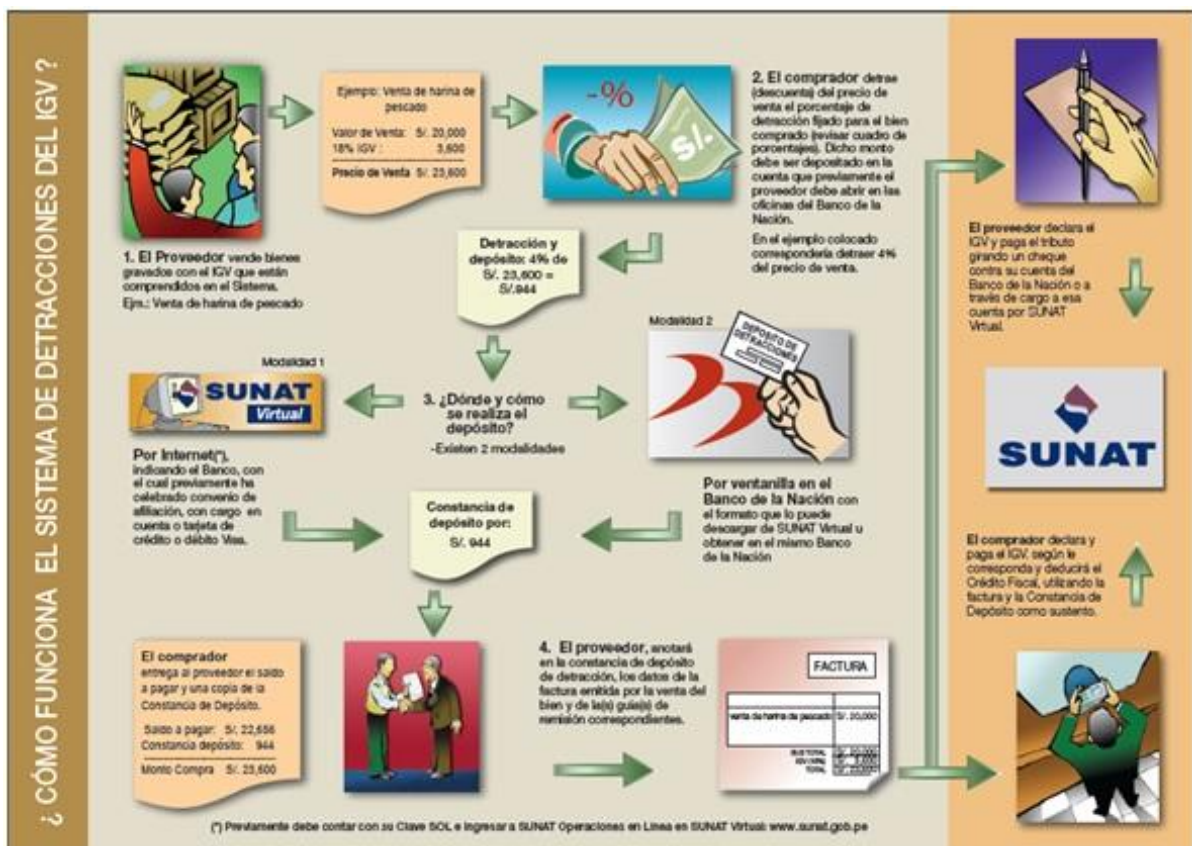 ¿ CÓMO FUNCIONA EL SISTEMA DE DETRACCIONES DEL IGV ?
1. El Proveedor vende bienes
gravados con el IGV que están
comprendidos en el Sistema.
Ejm.: Venta de harina de pescado
Ejemplo: Venta de harina de
pescado
Valor de Venta: S/. 20,000
18% IGV : 3,600
Precio de Venta S/. 23,600
-%
S/.
2. El comprador detrae
(descuenta) del precio de
venta el porcentaje de
detracción fijado para el bien
comprado (revisar cuadro de
porcentajes). Dicho monto
debe ser depositado en la
cuenta que previamente el
proveedor debe abrir en las
oficinas del Banco de la
Nación.
En el ejemplo colocado
correspondería detraer 4%
del precio de venta.
Detracción y
depósito: 4% de
S/. 23,600 =
S/.944
3. ¿Dónde y cómo
se realiza el
depósito?
-Existen 2 modalidades
Modalidad 1
SUNAT
Virtual
Por Internet(*),
indicando el Banco, con
el cual previamente ha
celebrado convenio de
afiliación, con cargo en
cuenta o tarjeta de
crédito o débito Visa.
Modalidad 2
DEPOSITO DE
DETRACCIONES
Por ventanilla en el
Banco de la Nación con
el formato que lo puede
descargar de SUNAT Virtual u
obtener en el mismo Banco
de la Nación
Constancia de
depósito por:
S/. 944
El comprador
entrega al proveedor el saldo
a pagar y una copia de la
Constancia de Depósito.
Saldo a pagar: S/. 22,656
Constancia depósito: 944
Monto Compra S/. 23,600
4. El proveedor, anotará
en la constancia de depósito
de detracción, los datos de la
factura emitida por la venta del
bien y de la(s) guía(s) de
remisión correspondientes.
FACTURA
venta de harina de pescado S/. 20,000
SUB TOTAL S/. 20,000
TOTAL
El proveedor declara el
IGV y paga el tributo
girando un cheque
contra su cuenta del
Banco de la Nación o a
través de cargo a esa
cuenta por SUNAT
Virtual.
SUNAT
El comprador declara y
paga el IGV, según le
corresponda y deducirá el
Crédito Fiscal, utilizando la
factura y la Constancia de
Depósito como sustento.
(*) Previamente debe contar con su Clave SOL e ingresar a SUNAT Operaciones en Linea en SUNAT Virtual: www.sunat.gob.pe